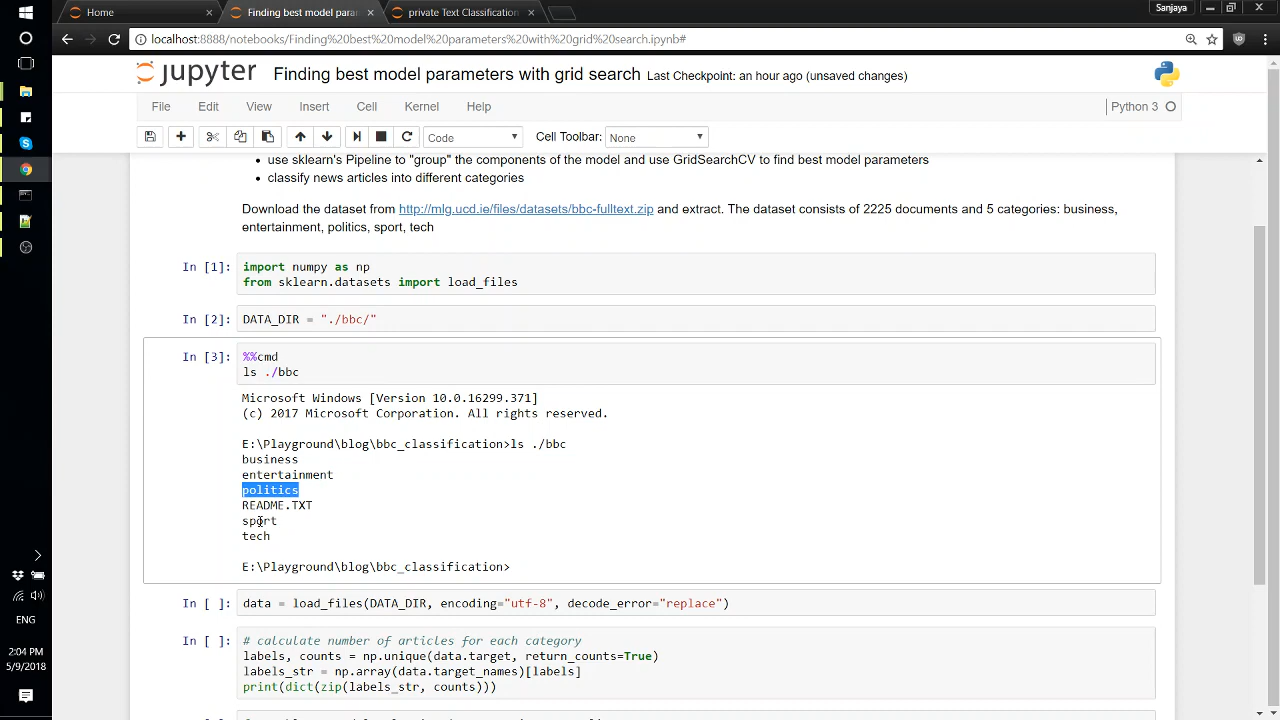 Home
Finding best model para
private Text Classification
Sanjaya
localhost:8888/notebooks/Finding%20best%20model%20parameters%20with%20grid%20search.ipynb#
jupyter Finding best model parameters with grid search Last Checkpoint: an hour ago (unsaved changes)
File Edit View Insert Cell Kernel Help
Python 3
Code
Cell Toolbar:
None
• use sklearn's Pipeline to "group" the components of the model and use GridSearchCV to find best model parameters
• classify news articles into different categories
Download the dataset from http://mlg.ucd.ie/files/datasets/bbc-fulltext.zip and extract. The dataset consists of 2225 documents and 5 categories: business,
entertainment, politics, sport, tech
In [1]: import numpy as np
from sklearn.datasets import load_files
In [2]: DATA_DIR = "./bbc/"
In [3]: %%cmd
ls ./bbc
Microsoft Windows [Version 10.0.16299.371]
(c) 2017 Microsoft Corporation. All rights reserved.
E:\Playground\blog\bbc_classification>ls ./bbc
business
entertainment
politics
README.TXT
sport
tech
E:\Playground\blog\bbc_classification>
In [ ]: data = load_files(DATA_DIR, encoding="utf-8", decode_error="replace")
In [ ]: # calculate number of articles for each category
labels, counts = np.unique(data.target, return_counts=True)
labels_str = np.array(data.target_names)[labels]
print(dict(zip(labels_str, counts)))
ENG
2:04 PM
5/9/2018